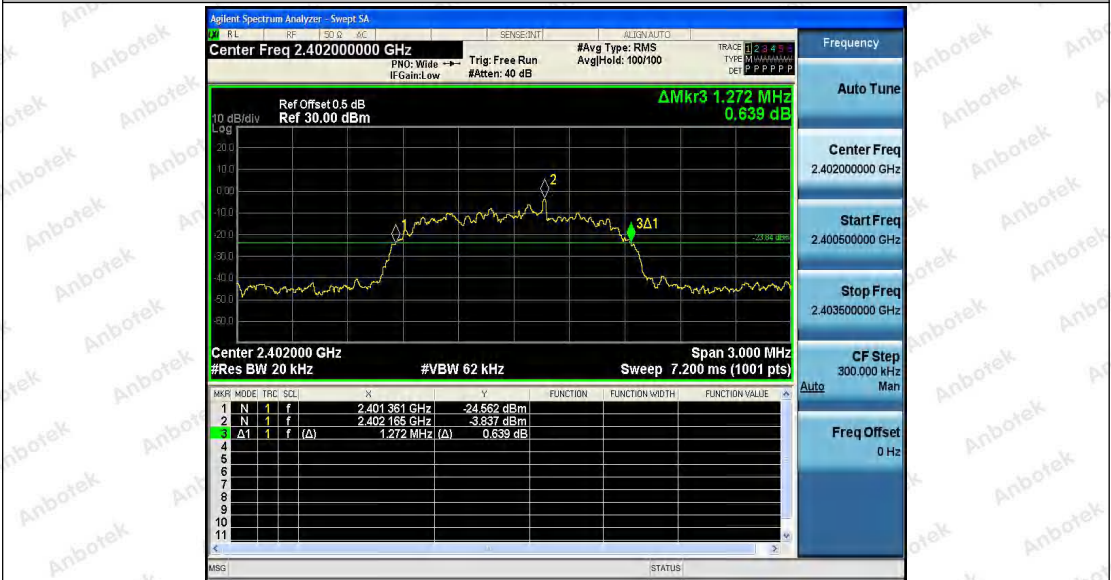 Agilent Spectrum Analyzer - Swept SA
RL RF 50 Ω AC SENSE:INT ALIGNAUTO
Center Freq 2.402000000 GHz
PNO: Wide
IFGain:Low
Trig: Free Run
#Atten: 40 dB
#Avg Type: RMS
Avg|Hold: 100/100
TRACE 1 2 3 4 5 6
TYPE M
DET P P P P P P
Frequency
Auto Tune
Center Freq
2.402000000 GHz
Start Freq
2.400500000 GHz
Stop Freq
2.403500000 GHz
CF Step
300.000 kHz
Auto Man
Freq Offset
0 Hz
ΔMkr3 1.272 MHz
0.639 dB
Ref Offset 0.5 dB
10 dB/div Ref 30.00 dBm
Log
20.0
10.0
0.00
-10.0
-20.0
-30.0
-40.0
-50.0
-60.0
1
2
3Δ1
-23.84 dBm
Center 2.402000 GHz Span 3.000 MHz
#Res BW 20 kHz #VBW 62 kHz Sweep 7.200 ms (1001 pts)
MKR MODE TRC SCL X Y FUNCTION FUNCTION WIDTH FUNCTION VALUE
1 N 1 f 2.401 361 GHz -24.562 dBm
2 N 1 f 2.402 165 GHz -3.837 dBm
3 Δ1 1 f (Δ) 1.272 MHz (Δ) 0.639 dB
4
5
6
7
8
9
10
11
MSG STATUS
Anbotek